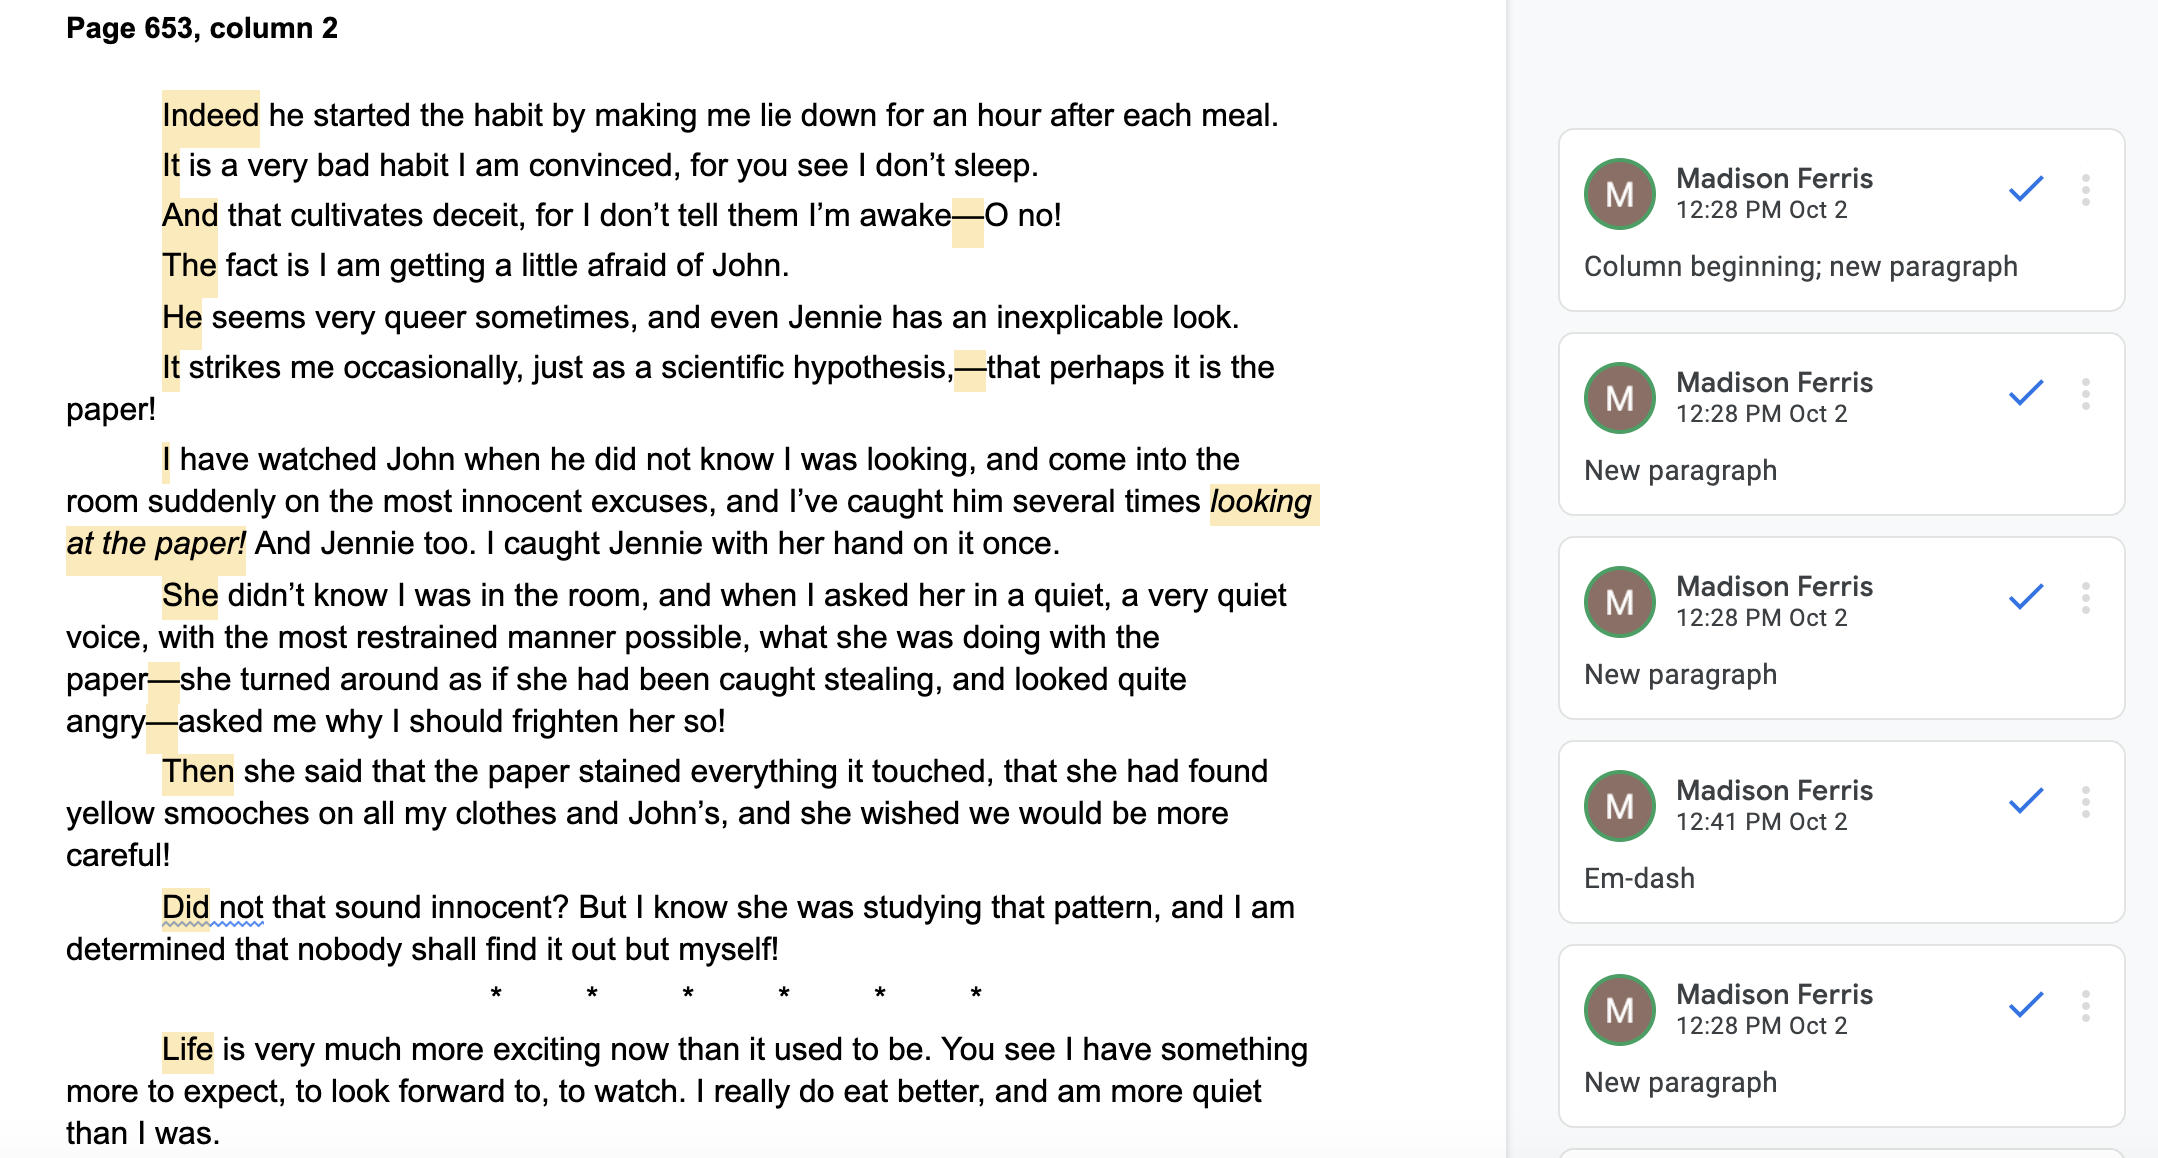 Page 653, column 2
Indeed he started the habit by making me lie down for an hour after each meal.
It is a very bad habit I am convinced, for you see I don’t sleep.
And that cultivates deceit, for I don’t tell them I’m awake—O no!
The fact is I am getting a little afraid of John.
He seems very queer sometimes, and even Jennie has an inexplicable look.
It strikes me occasionally, just as a scientific hypothesis,—that perhaps it is the
paper!
I have watched John when he did not know I was looking, and come into the
room suddenly on the most innocent excuses, and I’ve caught him several times looking
at the paper! And Jennie too. I caught Jennie with her hand on it once.
She didn’t know I was in the room, and when I asked her in a quiet, a very quiet
voice, with the most restrained manner possible, what she was doing with the
paper—she turned around as if she had been caught stealing, and looked quite
angry—asked me why I should frighten her so!
Then she said that the paper stained everything it touched, that she had found
yellow smooches on all my clothes and John’s, and she wished we would be more
careful!
Did not that sound innocent? But I know she was studying that pattern, and I am
determined that nobody shall find it out but myself!
* * * * * *
Life is very much more exciting now than it used to be. You see I have something
more to expect, to look forward to, to watch. I really do eat better, and am more quiet
than I was.
M
Madison Ferris
12:28 PM Oct 2
Column beginning; new paragraph
M
Madison Ferris
12:28 PM Oct 2
New paragraph
M
Madison Ferris
12:28 PM Oct 2
New paragraph
M
Madison Ferris
12:41 PM Oct 2
Em-dash
M
Madison Ferris
12:28 PM Oct 2
New paragraph